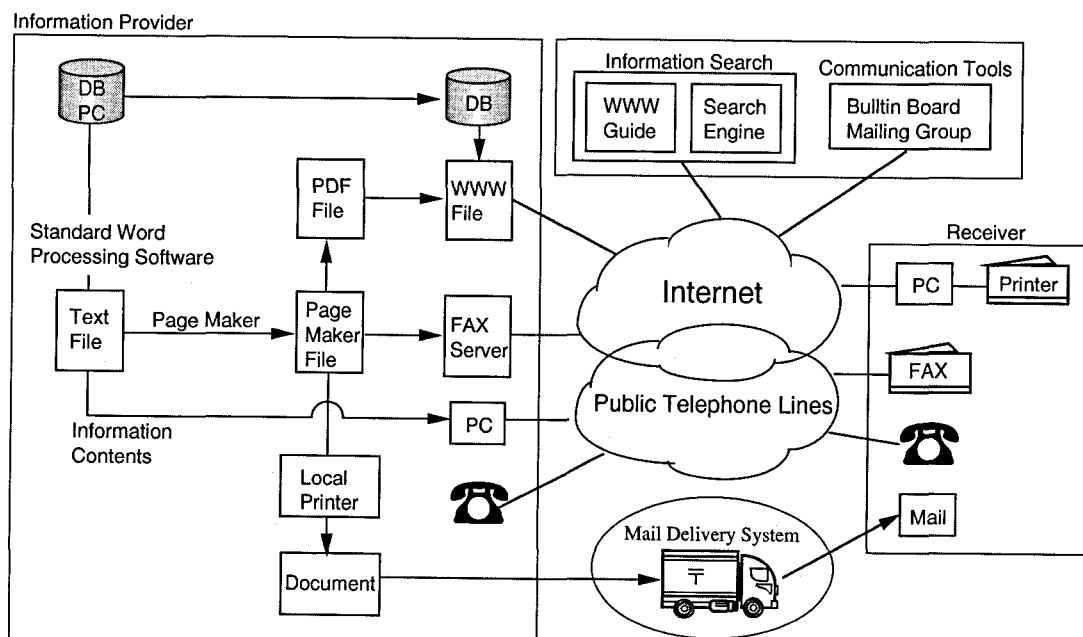 Information Provider
DB
PC
DB
PDF
File
WWW
File
Standard Word
Processing Software
Text
File
Page Maker
Page
Maker
File
FAX
Server
Information
Contents
PC
Local
Printer
Document
Information Search
WWW
Guide
Search
Engine
Communication Tools
Builtin Board
Mailing Group
Internet
Public Telephone Lines
Mail Delivery System
〒
Receiver
PC
Printer
FAX
Mail